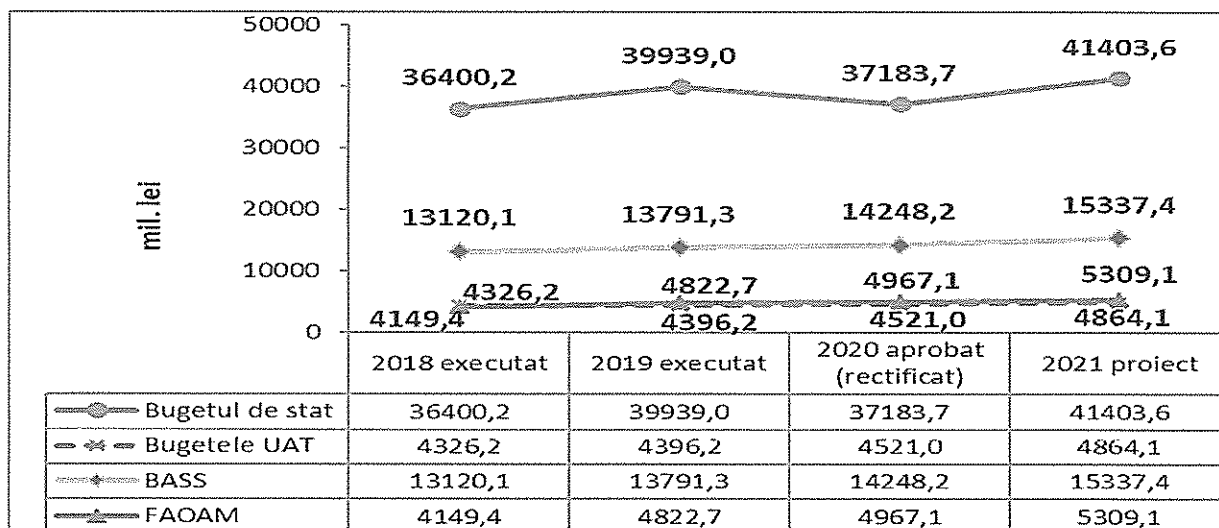 50000
40000
30000
20000
10000
0
mil. lei
36400,2 39939,0 37183,7 41403,6
13120,1 13791,3 14248,2 15337,4
4326,2 4822,7 4967,1 5309,1
4149,4 4396,2 4521,0 4864,1
2018 executat 2019 executat 2020 aprobat (rectificat) 2021 proiect
Bugetul de stat 36400,2 39939,0 37183,7 41403,6
Bugetele UAT 4326,2 4396,2 4521,0 4864,1
BASS 13120,1 13791,3 14248,2 15337,4
FAOAM 4149,4 4822,7 4967,1 5309,1